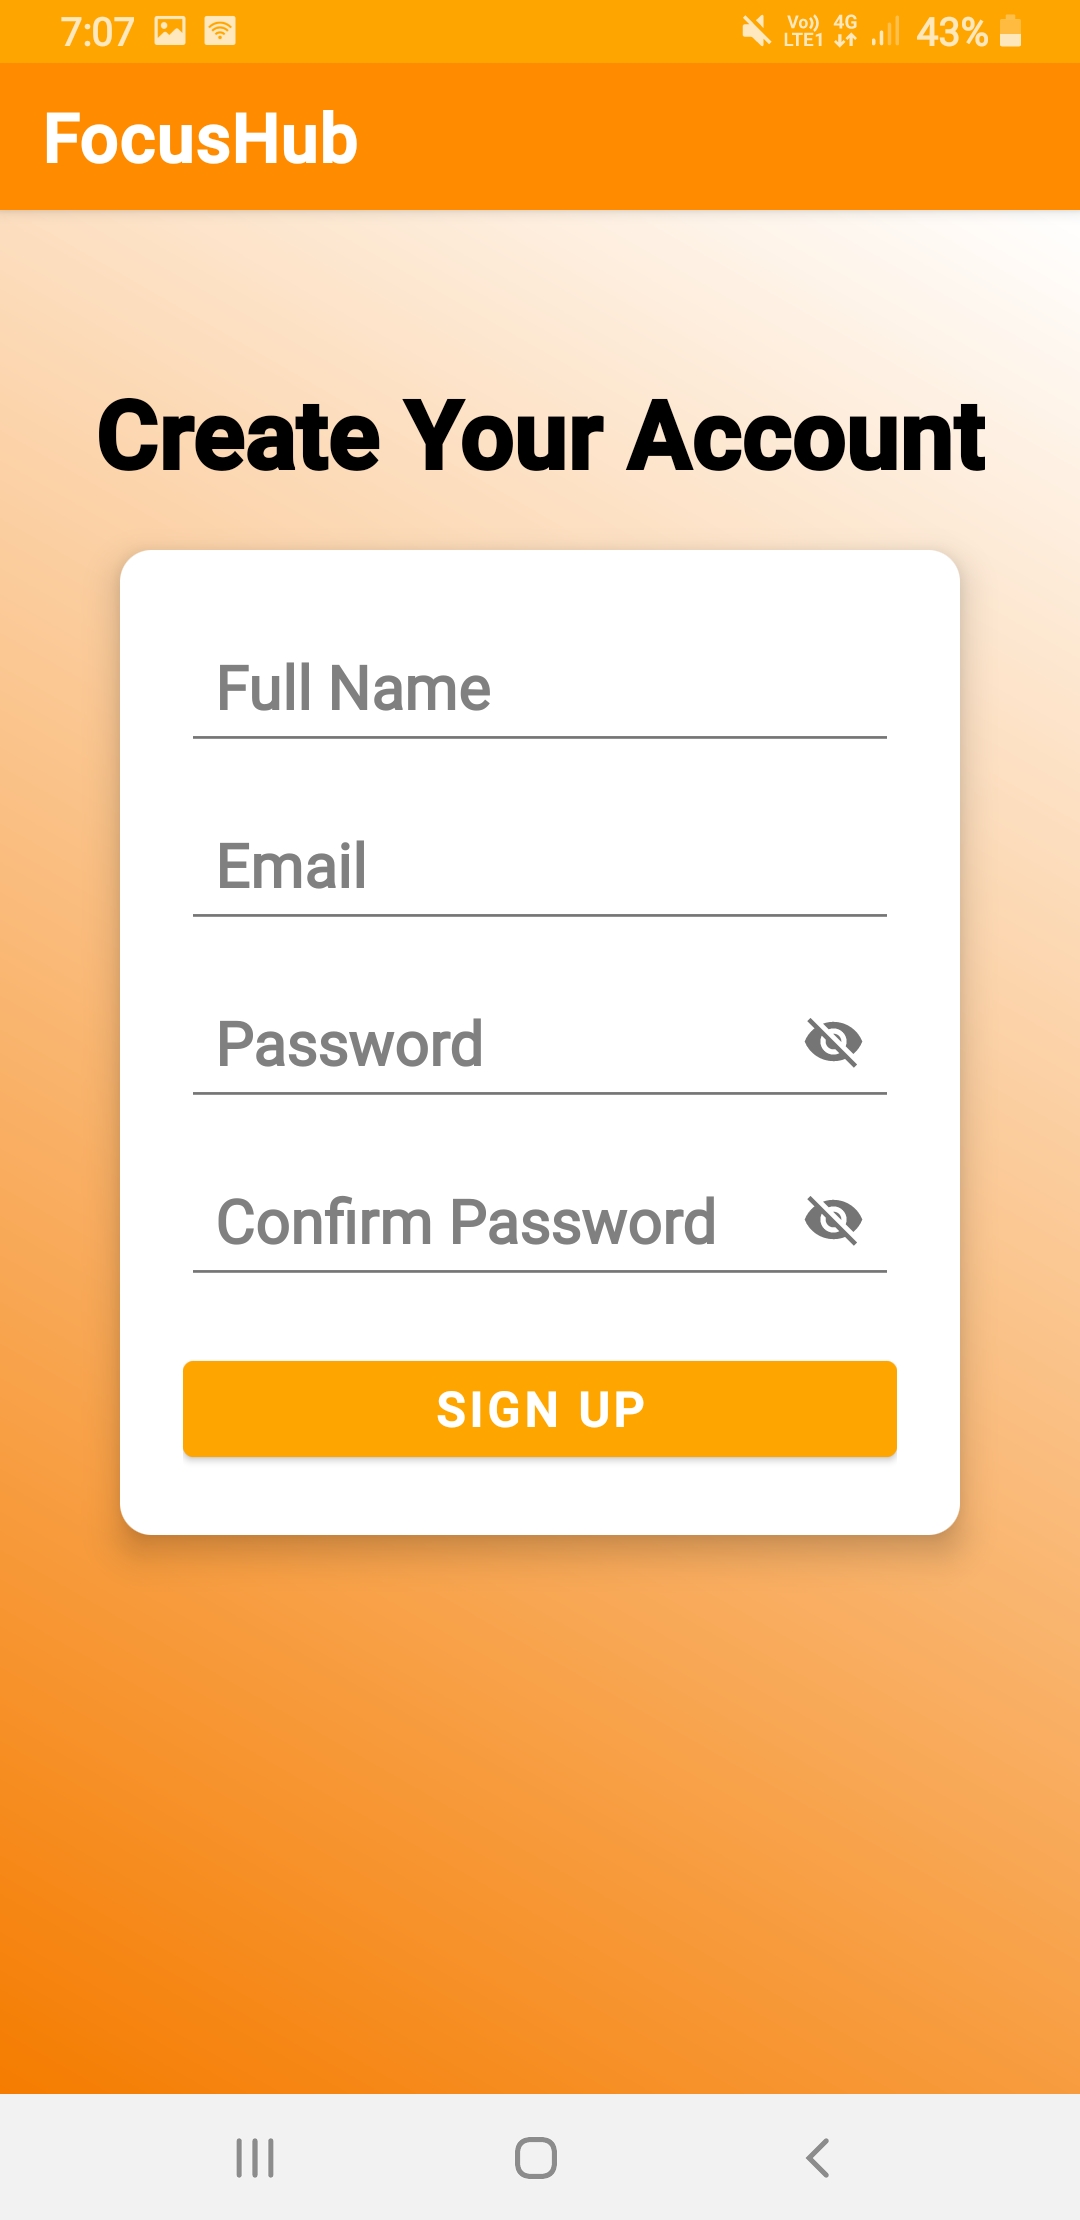 7:07 Vo)) LTE1 4G 43%
FocusHub
Create Your Account
Full Name
Email
Password
Confirm Password
SIGN UP